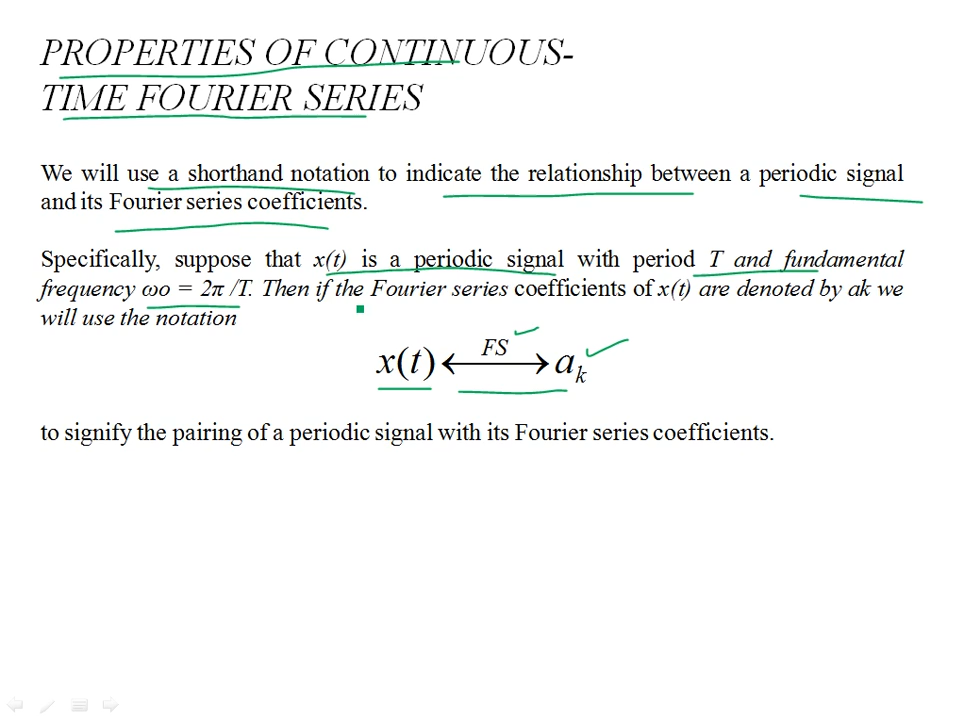 PROPERTIES OF CONTINUOUS-
TIME FOURIER SERIES
We will use a shorthand notation to indicate the relationship between a periodic signal
and its Fourier series coefficients.
Specifically, suppose that x(t) is a periodic signal with period T and fundamental
frequency ωo = 2π /T. Then if the Fourier series coefficients of x(t) are denoted by ak we
will use the notation
x(t) ⟷ FS a_k
to signify the pairing of a periodic signal with its Fourier series coefficients.